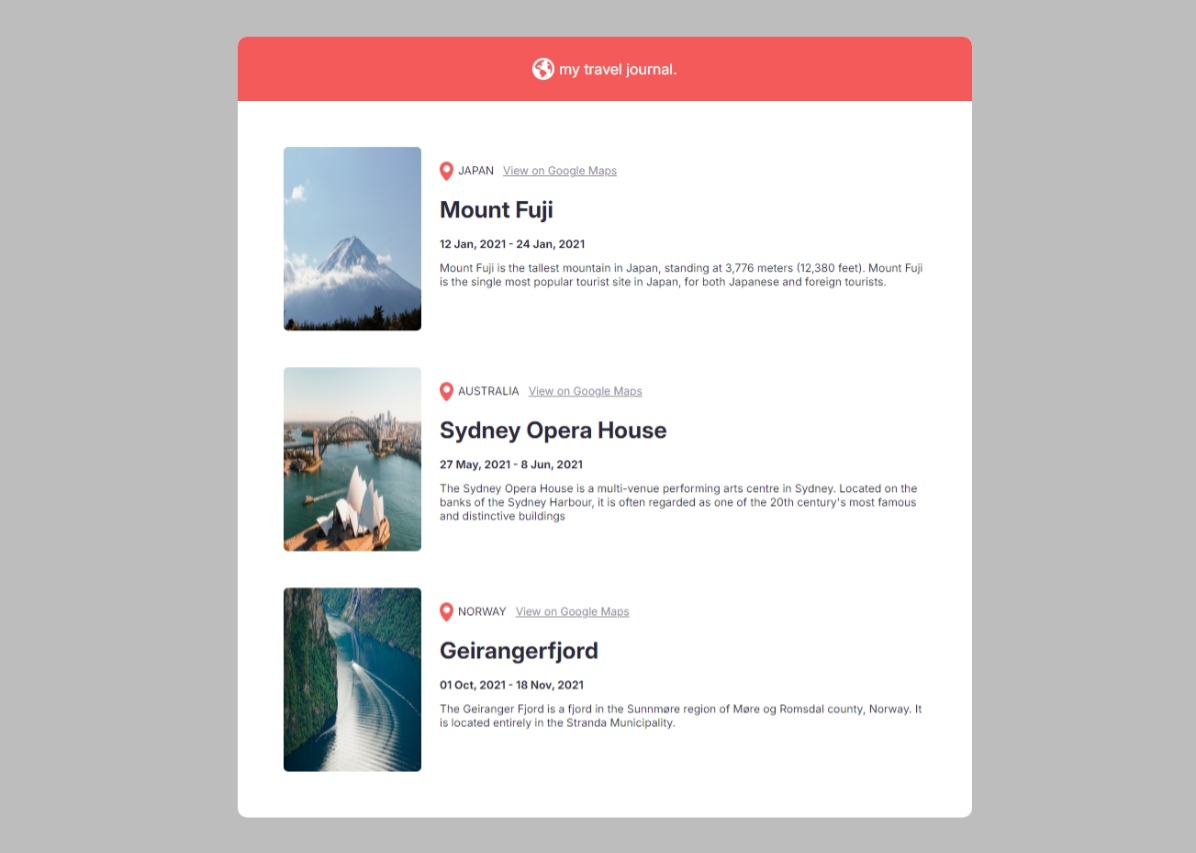 my travel journal.
JAPAN View on Google Maps
Mount Fuji
12 Jan, 2021 - 24 Jan, 2021
Mount Fuji is the tallest mountain in Japan, standing at 3,776 meters (12,380 feet). Mount Fuji
is the single most popular tourist site in Japan, for both Japanese and foreign tourists.
AUSTRALIA View on Google Maps
Sydney Opera House
27 May, 2021 - 8 Jun, 2021
The Sydney Opera House is a multi-venue performing arts centre in Sydney. Located on the
banks of the Sydney Harbour, it is often regarded as one of the 20th century's most famous
and distinctive buildings
NORWAY View on Google Maps
Geirangerfjord
01 Oct, 2021 - 18 Nov, 2021
The Geiranger Fjord is a fjord in the Sunnmøre region of Møre og Romsdal county, Norway. It
is located entirely in the Stranda Municipality.